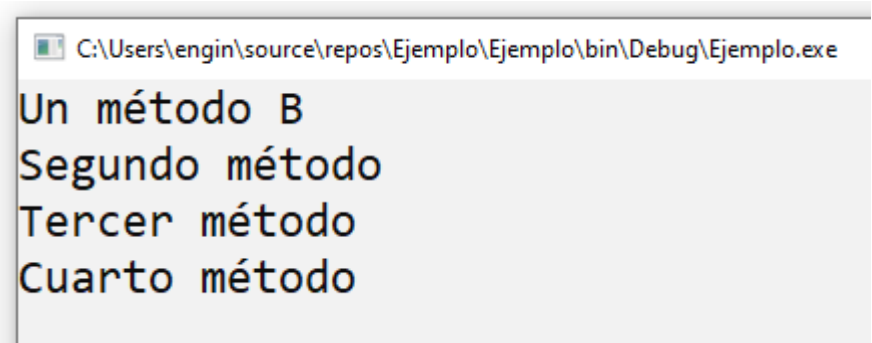 C:\Users\engin\source\repos\Ejemplo\Ejemplo\bin\Debug\Ejemplo.exe
Un método B
Segundo método
Tercer método
Cuarto método